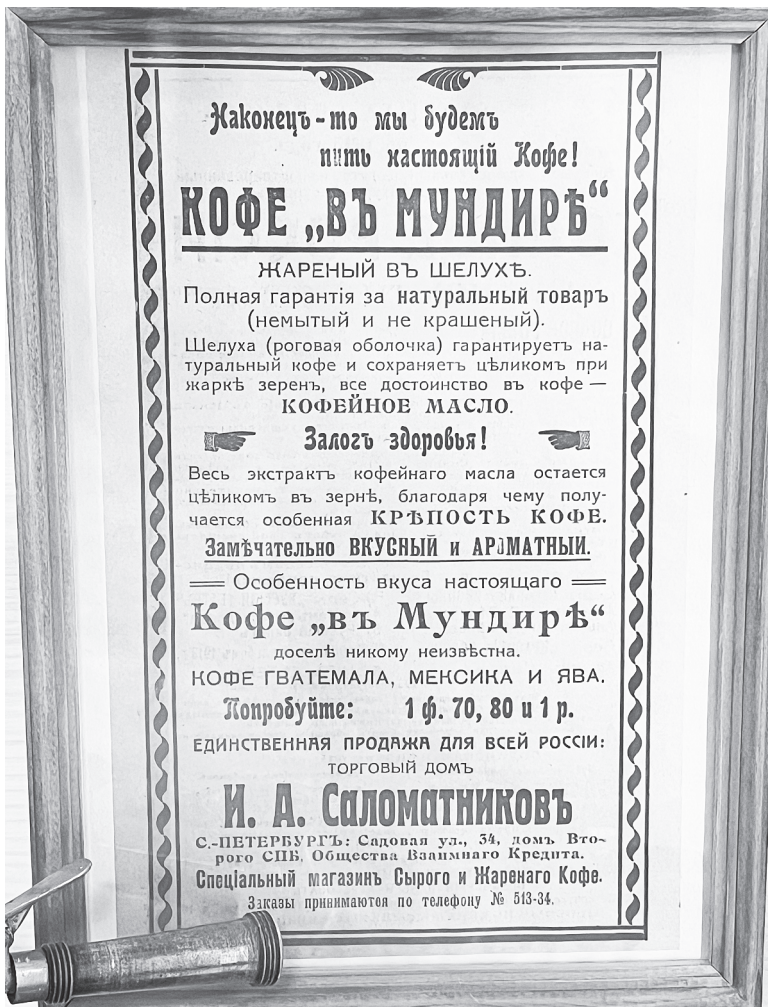 Наконецъ-то мы будемъ
пить настоящій Кофе!
КОФЕ „ВЪ МУНДИРѢ“
ЖАРЕНЫЙ ВЪ ШЕЛУХѢ.
Полная гарантія за натуральный товаръ
(немытый и не крашеный).
Шелуха (роговая оболочка) гарантируетъ на-
туральный кофе и сохраняетъ цѣликомъ при
жаркѣ зеренъ, все достоинство въ кофе —
КОФЕЙНОЕ МАСЛО.
Залогъ здоровья!
Весь экстрактъ кофейнаго масла остается
цѣликомъ въ зернѣ, благодаря чему полу-
чается особенная КРѢПОСТЬ КОФЕ.
Замѣчательно ВКУСНЫЙ и АРОМАТНЫЙ.
Особенность вкуса настоящаго
Кофе „въ Мундирѣ“
доселѣ никому неизвѣстна.
КОФЕ ГВАТЕМАЛА, МЕКСИКА И ЯВА.
Попробуйте: 1 ф. 70, 80 и 1 р.
ЕДИНСТВЕННАЯ ПРОДАЖА ДЛЯ ВСЕЙ РОССІИ:
ТОРГОВЫЙ ДОМЪ
И. А. Саломатниковъ
С.-ПЕТЕРБУРГЪ: Садовая ул., 34, домъ Вто-
рого СПБ. Общества Взаимнаго Кредита.
Спеціальный магазинъ Сырого и Жаренаго Кофе.
Заказы принимаются по телефону № 513-34.